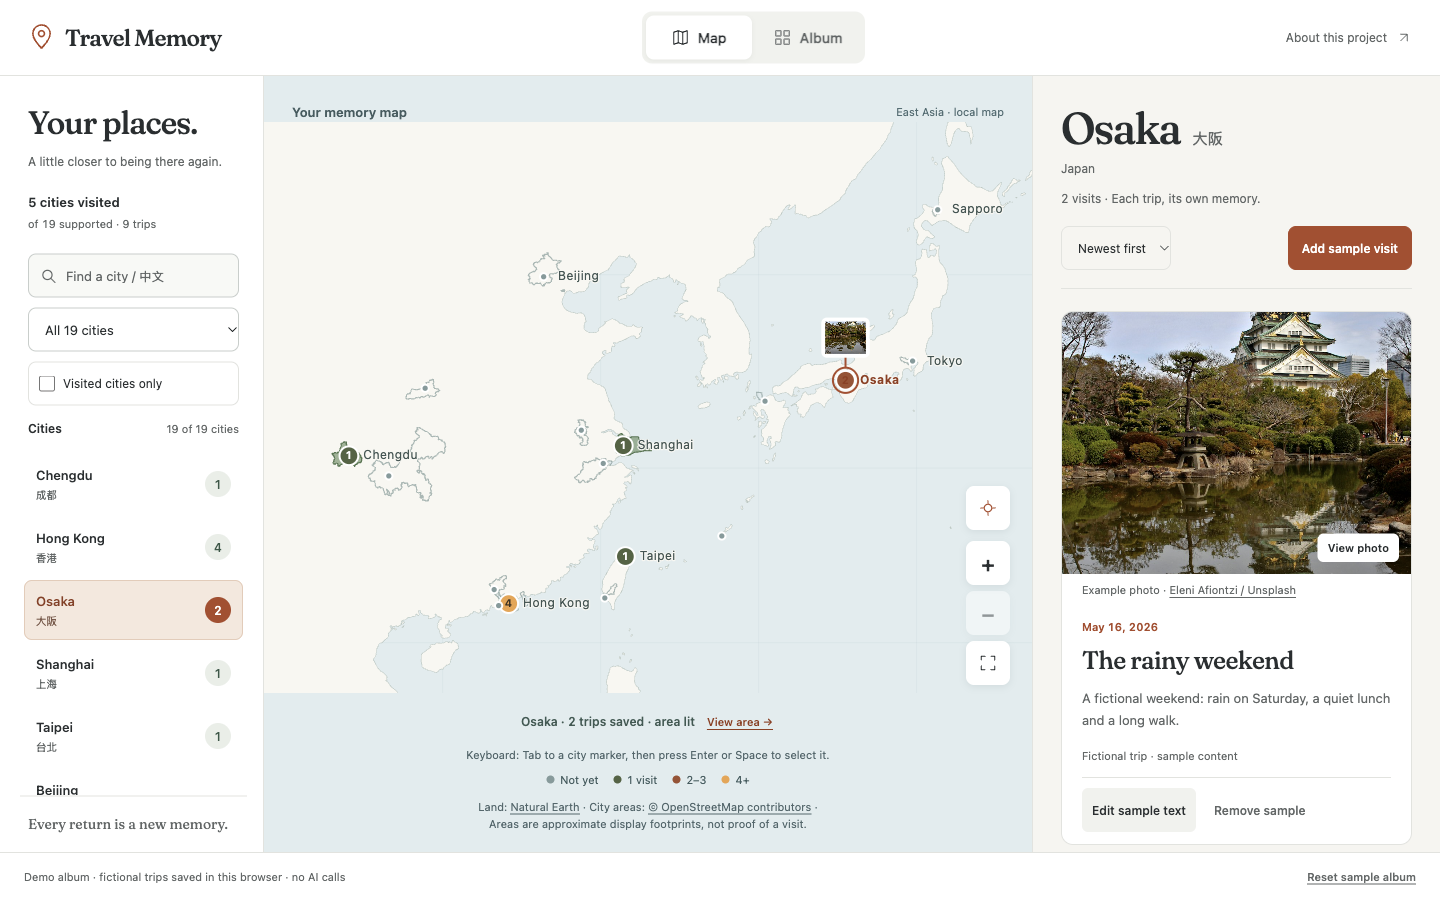 Travel Memory
Map
Album
About this project
Your places.
A little closer to being there again.
5 cities visited
of 19 supported · 9 trips
Find a city / 中文
All 19 cities
Visited cities only
Cities
19 of 19 cities
Chengdu
成都
1
Hong Kong
香港
4
Osaka
大阪
2
Shanghai
上海
1
Taipei
台北
1
Beijing
Every return is a new memory.
Your memory map
East Asia · local map
Sapporo
Beijing
Tokyo
2
Osaka
1
Shanghai
1
Chengdu
1
Taipei
4
Hong Kong
+
−
Osaka · 2 trips saved · area lit
View area →
Keyboard: Tab to a city marker, then press Enter or Space to select it.
Not yet
1 visit
2–3
4+
Land: Natural Earth · City areas: © OpenStreetMap contributors ·
Areas are approximate display footprints, not proof of a visit.
Osaka 大阪
Japan
2 visits · Each trip, its own memory.
Newest first
Add sample visit
View photo
Example photo · Eleni Afiontzi / Unsplash
May 16, 2026
The rainy weekend
A fictional weekend: rain on Saturday, a quiet lunch
and a long walk.
Fictional trip · sample content
Edit sample text
Remove sample
Demo album · fictional trips saved in this browser · no AI calls
Reset sample album